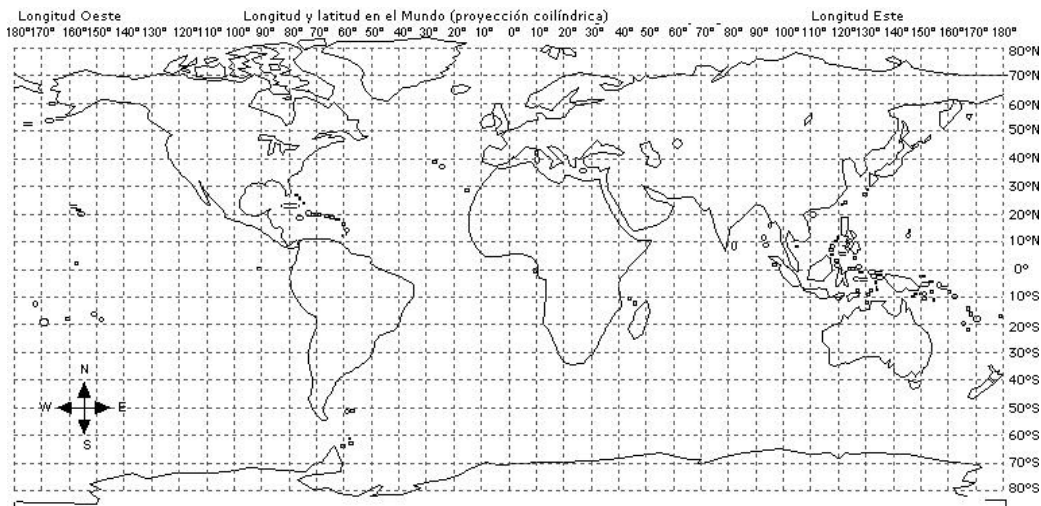 Longitud Oeste Longitud y latitud en el Mundo (proyección coilíndrica) Longitud Este
180°170°160°150°140° 130° 120° 110° 100° 90° 80° 70° 60° 50° 40° 30° 20° 10° 0° 10° 20° 30° 40° 50° 60° 70° 80° 90° 100° 110° 120° 130° 140° 150° 160° 170° 180°
80°N
70°N
60°N
50°N
40°N
30°N
20°N
10°N
0°
10°S
20°S
30°S
N
40°S
W E
50°S
S
60°S
70°S
80°S